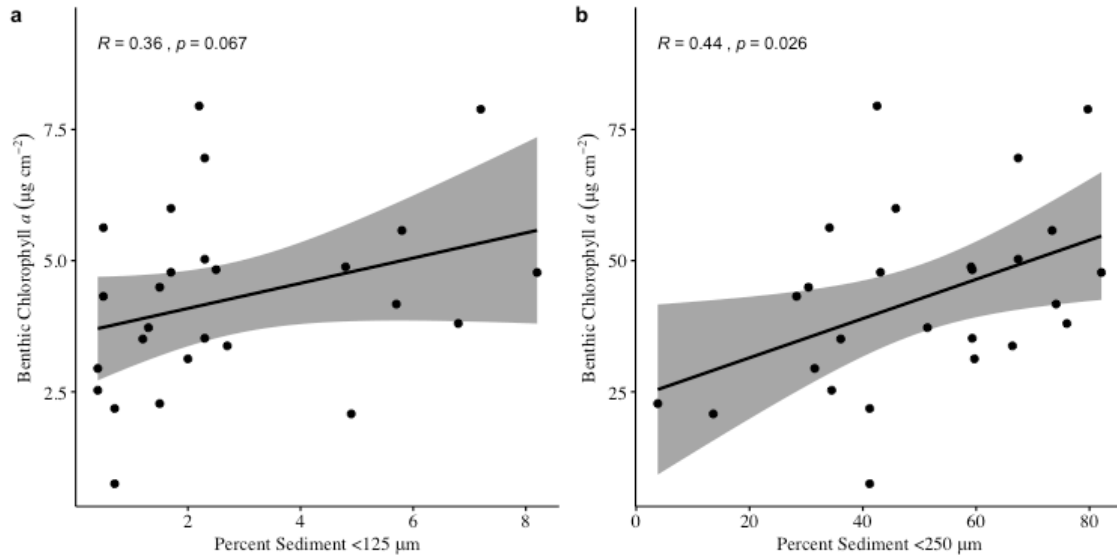 a
R = 0.36 , p = 0.067
Benthic Chlorophyll a (µg cm⁻²)
7.5
5.0
2.5
2
4
6
8
Percent Sediment <125 µm
b
R = 0.44 , p = 0.026
Benthic Chlorophyll a (µg cm⁻²)
75
50
25
0
20
40
60
80
Percent Sediment <250 µm